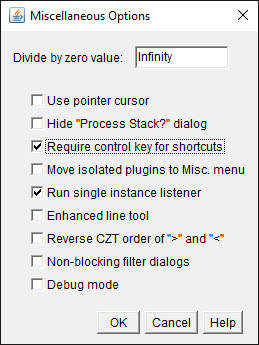 Miscellaneous Options
Divide by zero value: Infinity
Use pointer cursor
Hide "Process Stack?" dialog
Require control key for shortcuts
Move isolated plugins to Misc. menu
Run single instance listener
Enhanced line tool
Reverse CZT order of ">" and "<"
Non-blocking filter dialogs
Debug mode
OK Cancel Help